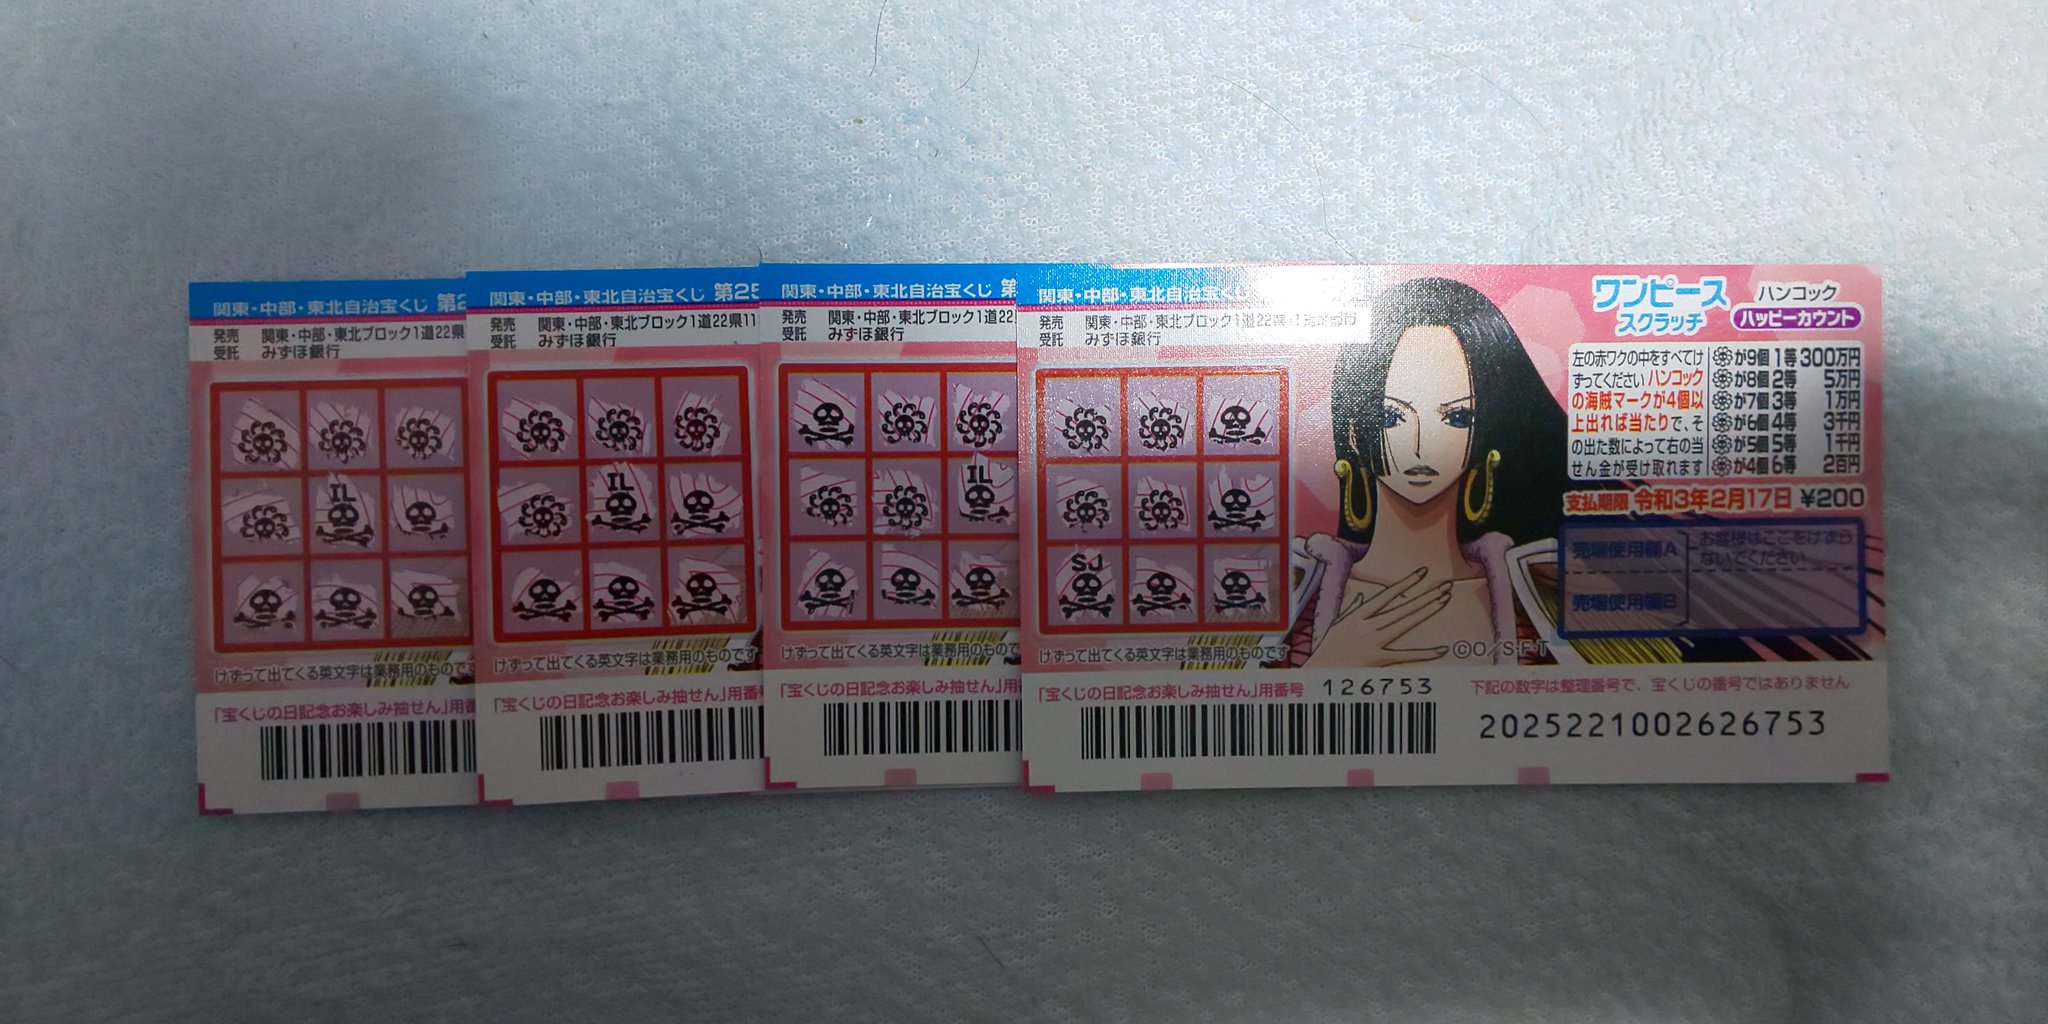 関東・中部・東北自治宝くじ 第2
発売 関東・中部・東北ブロック1道22県
受託 みずほ銀行
IL
けずって出てくる英文字は業務用のものです
「宝くじの日記念お楽しみ抽せん」用番
関東・中部・東北自治宝くじ 第25
発売 関東・中部・東北ブロック1道22県11
受託 みずほ銀行
IL
けずって出てくる英文字は業務用のものです
「宝くじの日記念お楽しみ抽せん」用番
関東・中部・東北自治宝くじ 第
発売 関東・中部・東北ブロック1道22
受託 みずほ銀行
IL
けずって出てくる英文字は業務用のもので
「宝くじの日記念お楽しみ抽せん」用
関東・中部・東北自治宝くじ
発売 関東・中部・東北ブロック1道22県
受託 みずほ銀行
SJ
けずって出てくる英文字は業務用のものです
「宝くじの日記念お楽しみ抽せん」用番号 126753
ワンピース
スクラッチ
ハンコック
ハッピーカウント
左の赤ワクの中をすべてけ
ずってください ハンコック
の海賊マークが4個以
上出れば当たりで、そ
の出た数によって右の当
せん金が受け取れます
が9個 1等 300万円
が8個 2等 5万円
が7個 3等 1万円
が6個 4等 3千円
が5個 5等 1千円
が4個 6等 2百円
支払期限 令和3年2月17日 ¥200
売場使用欄A
お客様はここをけずら
ないでください
売場使用欄B
©O/S・F・T
下記の数字は整理番号で、宝くじの番号ではありません
2025221002626753